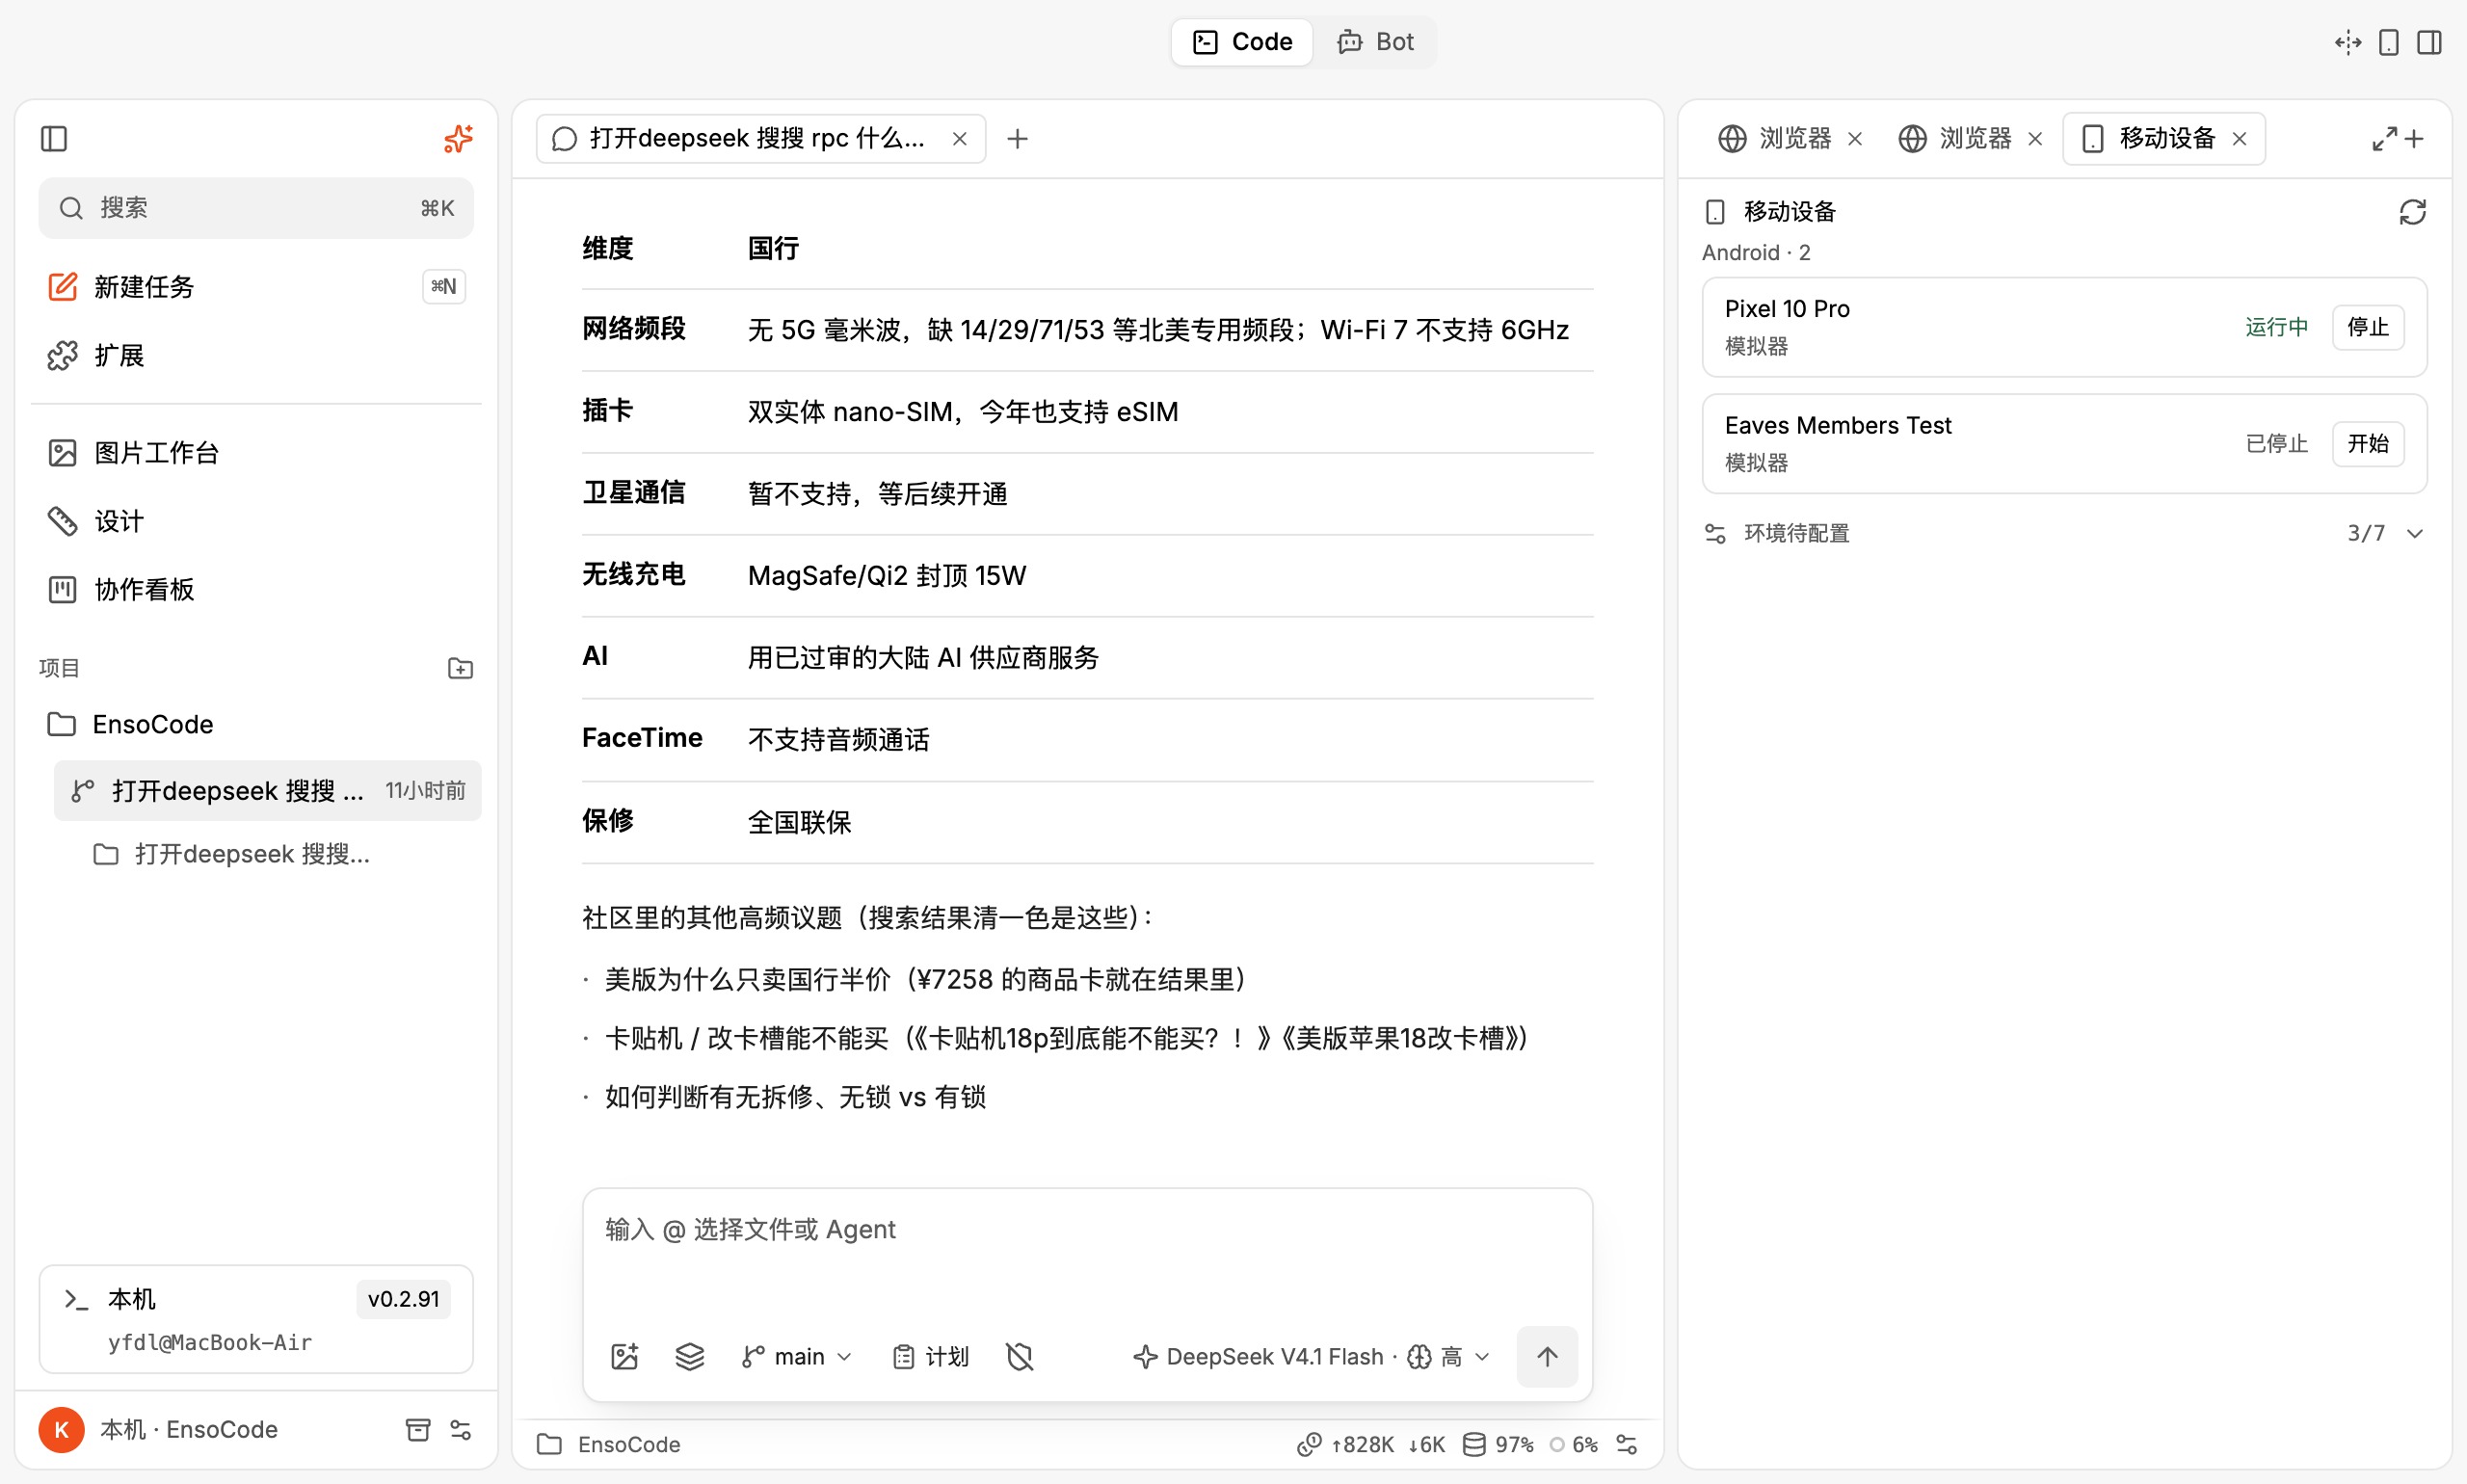 Code
Bot
搜索
⌘K
新建任务
⌘N
扩展
图片工作台
设计
协作看板
项目
EnsoCode
打开deepseek 搜搜 ...
11小时前
打开deepseek 搜搜...
本机
v0.2.91
yfdl@MacBook-Air
K
本机 · EnsoCode
打开deepseek 搜搜 rpc 什么...
维度 国行
网络频段 无 5G 毫米波，缺 14/29/71/53 等北美专用频段；Wi-Fi 7 不支持 6GHz
插卡 双实体 nano-SIM，今年也支持 eSIM
卫星通信 暂不支持，等后续开通
无线充电 MagSafe/Qi2 封顶 15W
AI 用已过审的大陆 AI 供应商服务
FaceTime 不支持音频通话
保修 全国联保
社区里的其他高频议题（搜索结果清一色是这些）：
· 美版为什么只卖国行半价（¥7258 的商品卡就在结果里）
· 卡贴机 / 改卡槽能不能买（《卡贴机18p到底能不能买？！》《美版苹果18改卡槽》）
· 如何判断有无拆修、无锁 vs 有锁
输入 @ 选择文件或 Agent
main
计划
DeepSeek V4.1 Flash · 高
EnsoCode
↑828K ↓6K 97% 6%
浏览器
浏览器
移动设备
移动设备
Android · 2
Pixel 10 Pro
模拟器
运行中
停止
Eaves Members Test
模拟器
已停止
开始
环境待配置
3/7